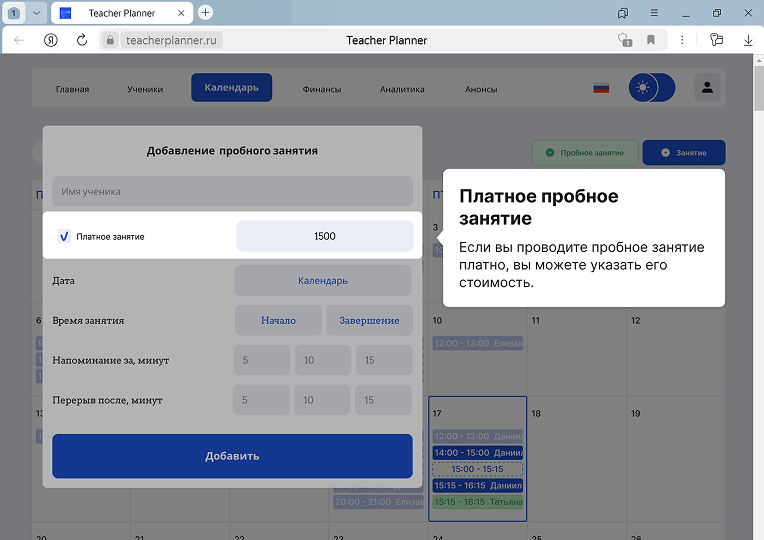 1
Teacher Planner
teacherplanner.ru
Teacher Planner
1
Главная
Ученики
Календарь
Финансы
Аналитика
Анонсы
Добавление пробного занятия
Имя ученика
Платное занятие
1500
Дата
Календарь
Время занятия
Начало
Завершение
Напоминание за, минут
5
10
15
Перерыв после, минут
5
10
15
Добавить
Пробное занятие
Занятие
Платное пробное
занятие
Если вы проводите пробное занятие
платно, вы можете указать его
стоимость.
3
6
10
11
12
12:00 - 13:00 Елизав
13
17
18
19
12:00 - 13:00 Даниил
14:00 - 15:00 Даниил
15:00 - 15:15
15:15 - 16:15 Даниил
15:15 - 16:15 Татьяна
20:00 - 21:00 Елизав
20
21
22
23
24
25
26